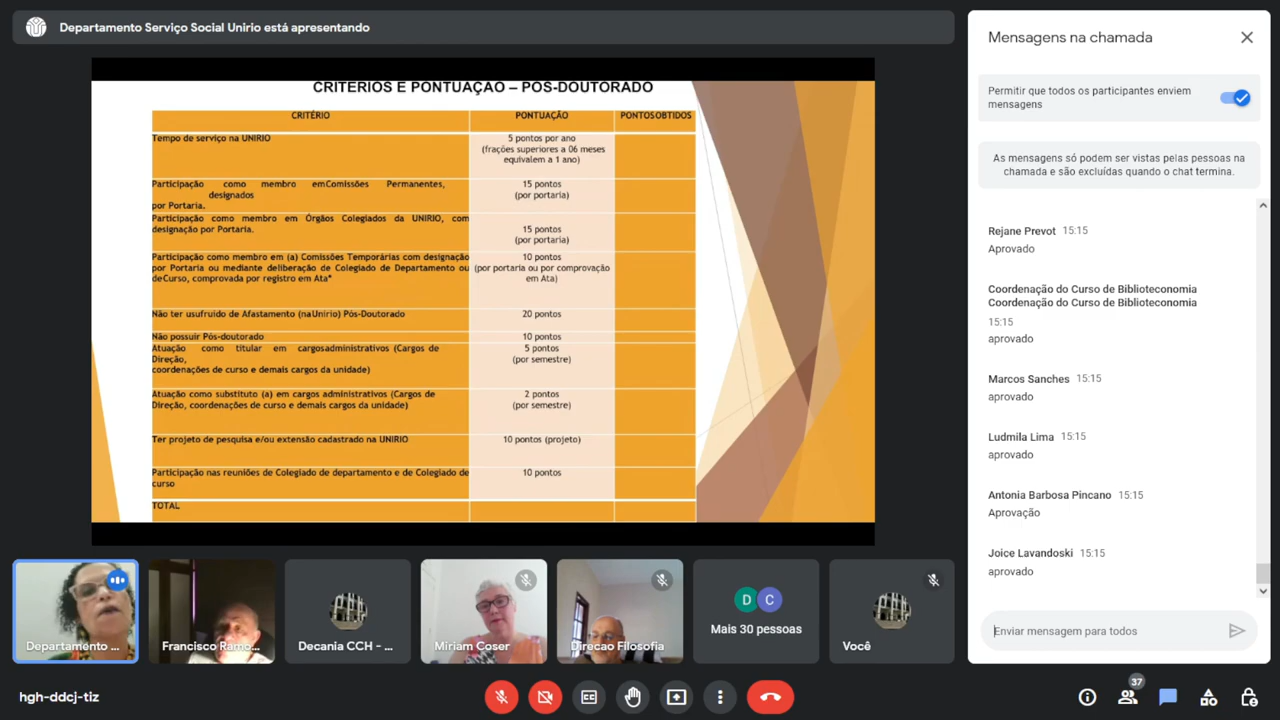 Departamento Serviço Social Unirio está apresentando
CRITERIOS E PONTUAÇAO – POS-DOUTORADO
CRITÉRIO PONTUAÇÃO PONTOSOBTIDOS
Tempo de serviço na UNIRIO
5 pontos por ano
(frações superiores a 06 meses
equivalem a 1 ano)
Participação como membro emComissões Permanentes,
designados
por Portaria.
15 pontos
(por portaria)
Participação como membro em Órgãos Colegiados da UNIRIO, com
designação por Portaria.
15 pontos
(por portaria)
Participação como membro em (a) Comissões Temporárias com designação
por Portaria ou mediante deliberação de Colegiado de Departamento ou
deCurso, comprovada por registro em Ata*
10 pontos
(por portaria ou por comprovação
em Ata)
Não ter usufruido de Afastamento (naUnirio) Pós-Doutorado
20 pontos
Não possuir Pós-doutorado
10 pontos
Atuação como titular em cargosadministrativos (Cargos de
Direção,
coordenações de curso e demais cargos da unidade)
5 pontos
(por semestre)
Atuação como substituto (a) em cargos administrativos (Cargos de
Direção, coordenações de curso e demais cargos da unidade)
2 pontos
(por semestre)
Ter projeto de pesquisa e/ou extensão cadastrado na UNIRIO
10 pontos (projeto)
Participação nas reuniões de Colegiado de departamento e de Colegiado de
curso
10 pontos
TOTAL
Departamento ...
Francisco Ramo...
Decania CCH - ...
Miriam Coser
Direcao Filosofia
D C
Mais 30 pessoas
Você
hgh-ddcj-tiz
37
Mensagens na chamada
Permitir que todos os participantes enviem
mensagens
As mensagens só podem ser vistas pelas pessoas na
chamada e são excluídas quando o chat termina.
Rejane Prevot 15:15
Aprovado
Coordenação do Curso de Biblioteconomia
Coordenação do Curso de Biblioteconomia
15:15
aprovado
Marcos Sanches 15:15
aprovado
Ludmila Lima 15:15
aprovado
Antonia Barbosa Pincano 15:15
Aprovação
Joice Lavandoski 15:15
aprovado
Enviar mensagem para todos